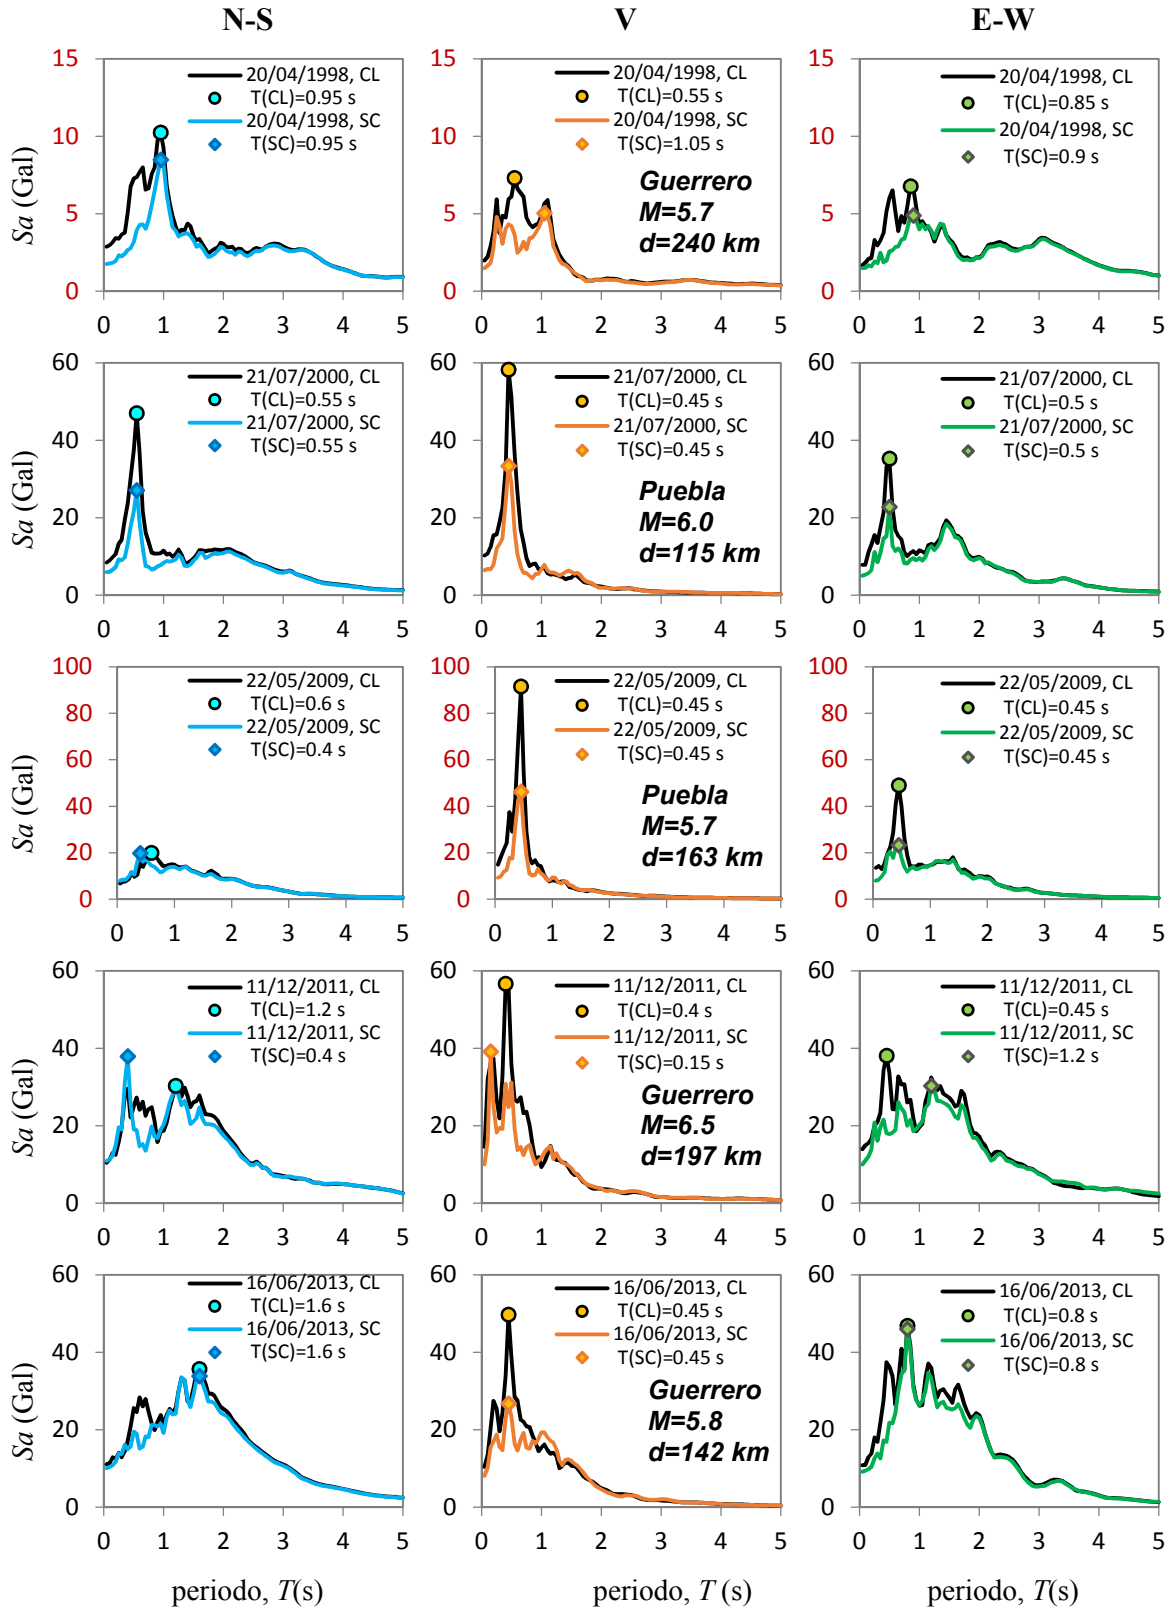 N-S
V
E-W
15
10
5
0
Sa (Gal)
20/04/1998, CL
T(CL)=0.95 s
20/04/1998, SC
T(SC)=0.95 s
0 1 2 3 4 5
20/04/1998, CL
T(CL)=0.55 s
20/04/1998, SC
T(SC)=1.05 s
Guerrero
M=5.7
d=240 km
15
10
5
0
0 1 2 3 4 5
20/04/1998, CL
T(CL)=0.85 s
20/04/1998, SC
T(SC)=0.9 s
15
10
5
0
0 1 2 3 4 5
60
40
20
0
Sa (Gal)
21/07/2000, CL
T(CL)=0.55 s
21/07/2000, SC
T(SC)=0.55 s
0 1 2 3 4 5
21/07/2000, CL
T(CL)=0.45 s
21/07/2000, SC
T(SC)=0.45 s
Puebla
M=6.0
d=115 km
60
40
20
0
0 1 2 3 4 5
21/07/2000, CL
T(CL)=0.5 s
21/07/2000, SC
T(SC)=0.5 s
60
40
20
0
0 1 2 3 4 5
100
80
60
40
20
0
Sa (Gal)
22/05/2009, CL
T(CL)=0.6 s
22/05/2009, SC
T(SC)=0.4 s
0 1 2 3 4 5
22/05/2009, CL
T(CL)=0.45 s
22/05/2009, SC
T(SC)=0.45 s
Puebla
M=5.7
d=163 km
100
80
60
40
20
0
0 1 2 3 4 5
22/05/2009, CL
T(CL)=0.45 s
22/05/2009, SC
T(SC)=0.45 s
100
80
60
40
20
0
0 1 2 3 4 5
60
40
20
0
Sa (Gal)
11/12/2011, CL
T(CL)=1.2 s
11/12/2011, SC
T(SC)=0.4 s
0 1 2 3 4 5
11/12/2011, CL
T(CL)=0.4 s
11/12/2011, SC
T(SC)=0.15 s
Guerrero
M=6.5
d=197 km
60
40
20
0
0 1 2 3 4 5
11/12/2011, CL
T(CL)=0.45 s
11/12/2011, SC
T(SC)=1.2 s
60
40
20
0
0 1 2 3 4 5
60
40
20
0
Sa (Gal)
16/06/2013, CL
T(CL)=1.6 s
16/06/2013, SC
T(SC)=1.6 s
0 1 2 3 4 5
periodo, T(s)
16/06/2013, CL
T(CL)=0.45 s
16/06/2013, SC
T(SC)=0.45 s
Guerrero
M=5.8
d=142 km
60
40
20
0
0 1 2 3 4 5
periodo, T (s)
16/06/2013, CL
T(CL)=0.8 s
16/06/2013, SC
T(SC)=0.8 s
60
40
20
0
0 1 2 3 4 5
periodo, T(s)